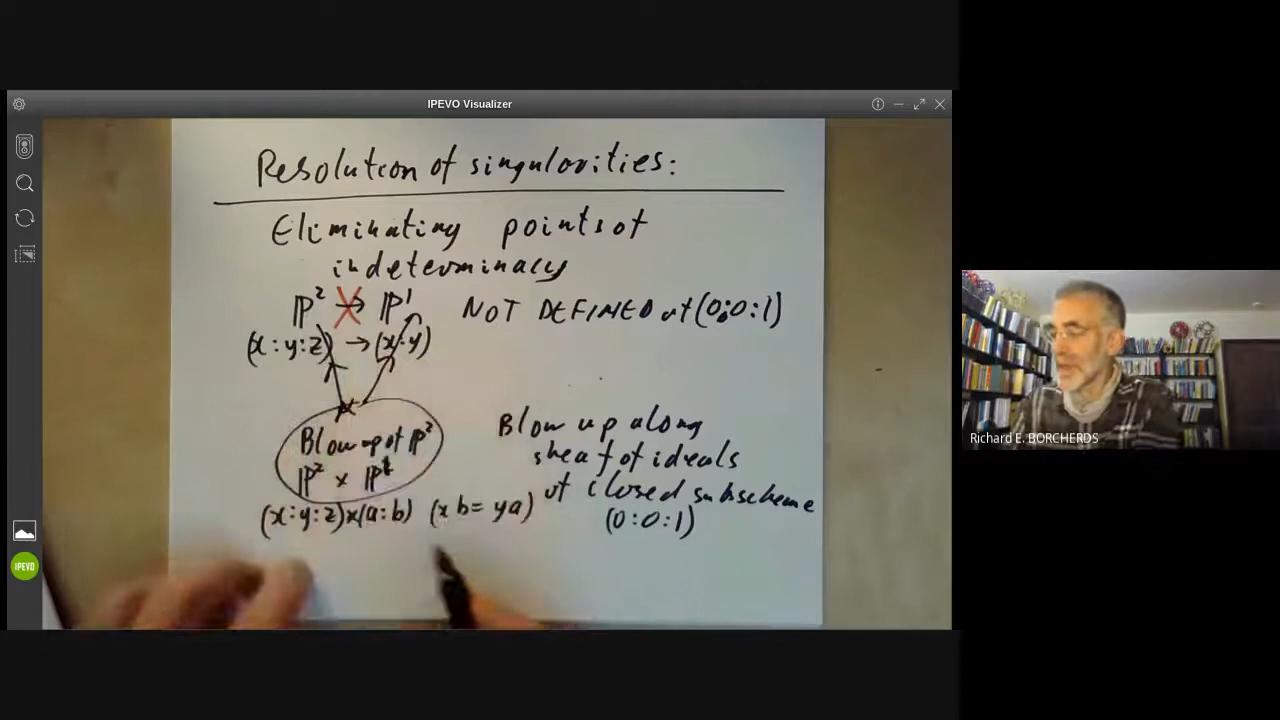 IPEVO Visualizer
Resolution of singularities:
Eliminating points of
indeterminacy
ℙ² → ℙ¹ NOT DEFINED at (0:0:1)
(x:y:z) → (x:y)
Blow up of ℙ²
ℙ² × ℙ¹
(x:y:z)×(a:b) (xb=ya)
Blow up along
sheaf of ideals
of closed subscheme
(0:0:1)
Richard E. BORCHERDS
IPEVO